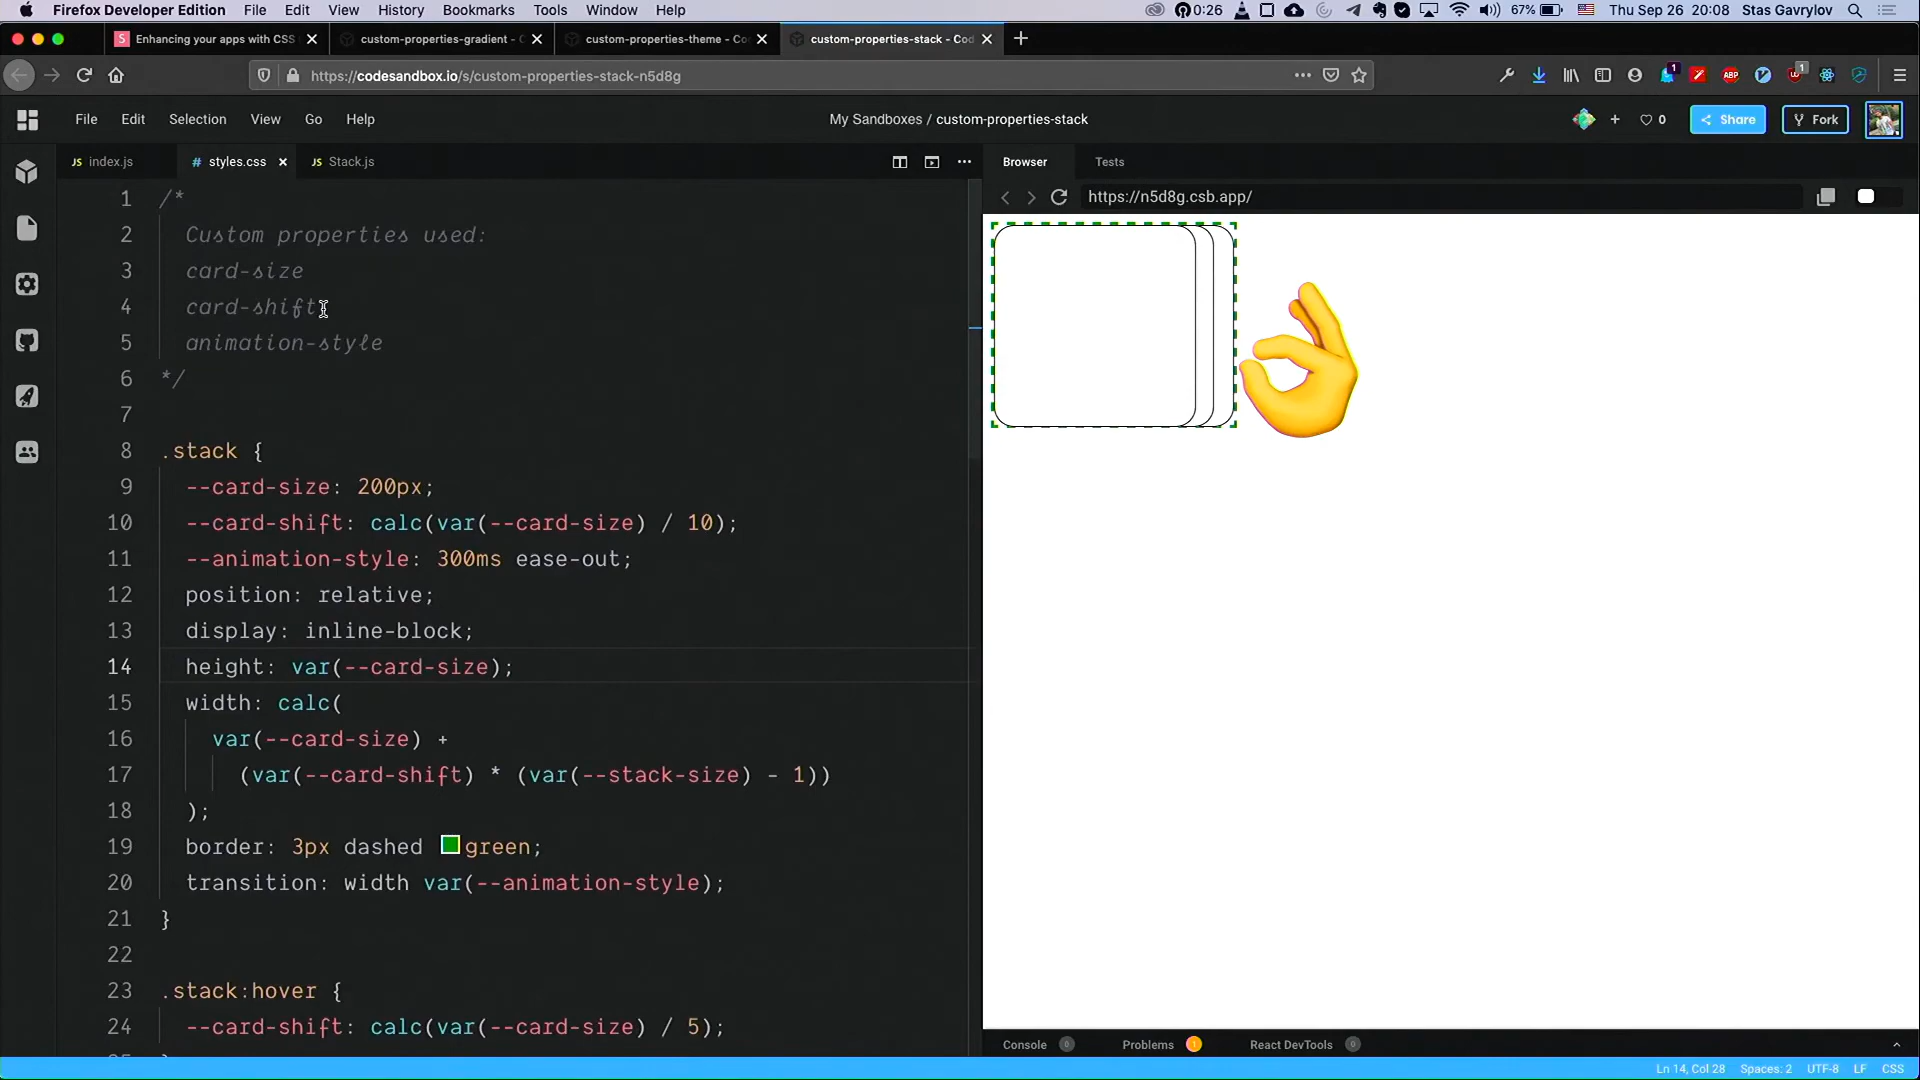 Firefox Developer Edition File Edit View History Bookmarks Tools Window Help 0:26 67% Thu Sep 26 20:08 Stas Gavrylov
Enhancing your apps with CSS custom-properties-gradient - C custom-properties-theme - Co custom-properties-stack - Cod
https://codesandbox.io/s/custom-properties-stack-n5d8g ABP 1 1
File Edit Selection View Go Help My Sandboxes / custom-properties-stack 0 Share Fork
JS index.js # styles.css JS Stack.js Browser Tests
https://n5d8g.csb.app/
1 /*
2 Custom properties used:
3 card-size
4 card-shift
5 animation-style
6 */
7
8 .stack {
9 --card-size: 200px;
10 --card-shift: calc(var(--card-size) / 10);
11 --animation-style: 300ms ease-out;
12 position: relative;
13 display: inline-block;
14 height: var(--card-size);
15 width: calc(
16 var(--card-size) +
17 (var(--card-shift) * (var(--stack-size) - 1))
18 );
19 border: 3px dashed green;
20 transition: width var(--animation-style);
21 }
22
23 .stack:hover {
24 --card-shift: calc(var(--card-size) / 5);
Console 0 Problems 1 React DevTools 0
Ln 14, Col 28 Spaces: 2 UTF-8 LF CSS